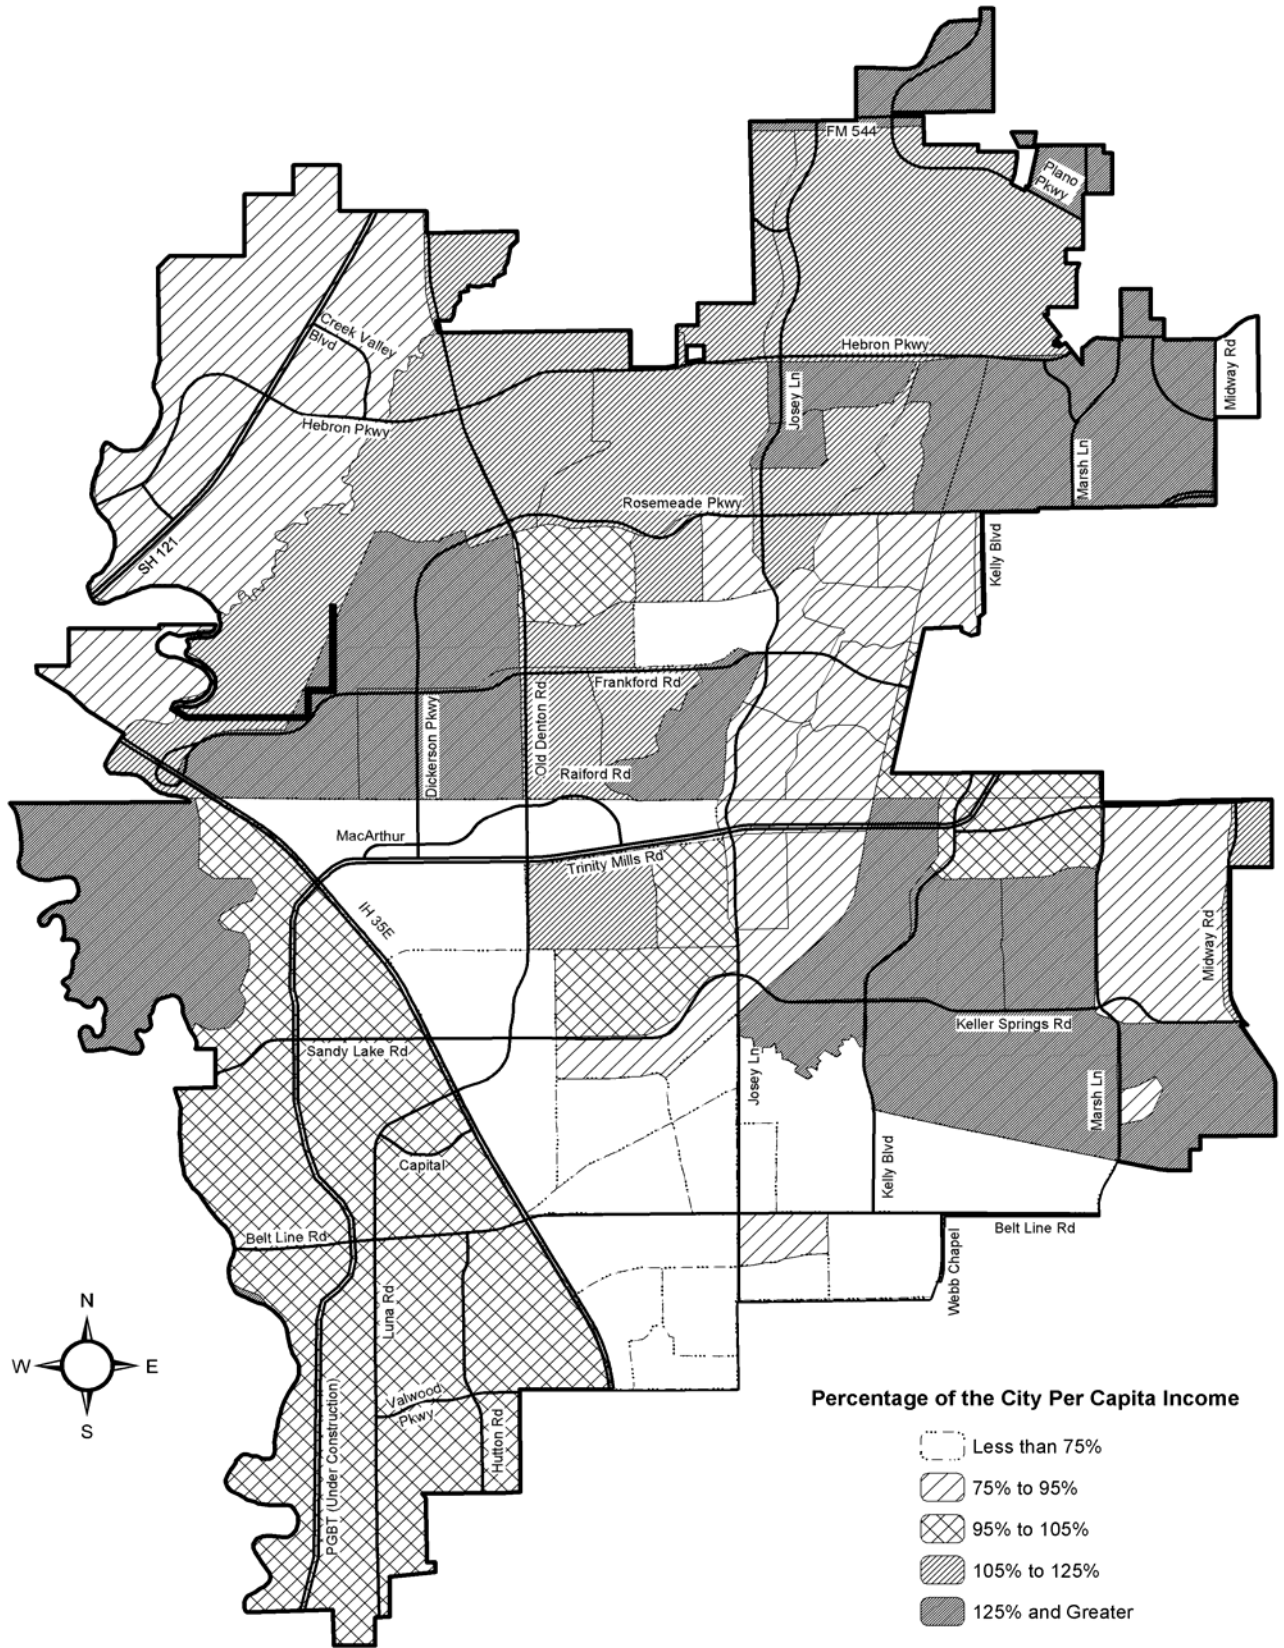 FM 544
Plano
Pkwy
Creek Valley
Blvd
Hebron Pkwy
Midway Rd
Josey Ln
Hebron Pkwy
Marsh Ln
Rosemeade Pkwy
SH 121
Kelly Blvd
Frankford Rd
Dickerson Pkwy
Old Denton Rd
Raiford Rd
MacArthur
Trinity Mills Rd
IH 35E
Midway Rd
Keller Springs Rd
Sandy Lake Rd
Josey Ln
Marsh Ln
Capital
Kelly Blvd
Belt Line Rd
Belt Line Rd
Webb Chapel
Luna Rd
N
W
E
S
Valwood
Pkwy
Hutton Rd
PGBT (Under Construction)
Percentage of the City Per Capita Income
Less than 75%
75% to 95%
95% to 105%
105% to 125%
125% and Greater